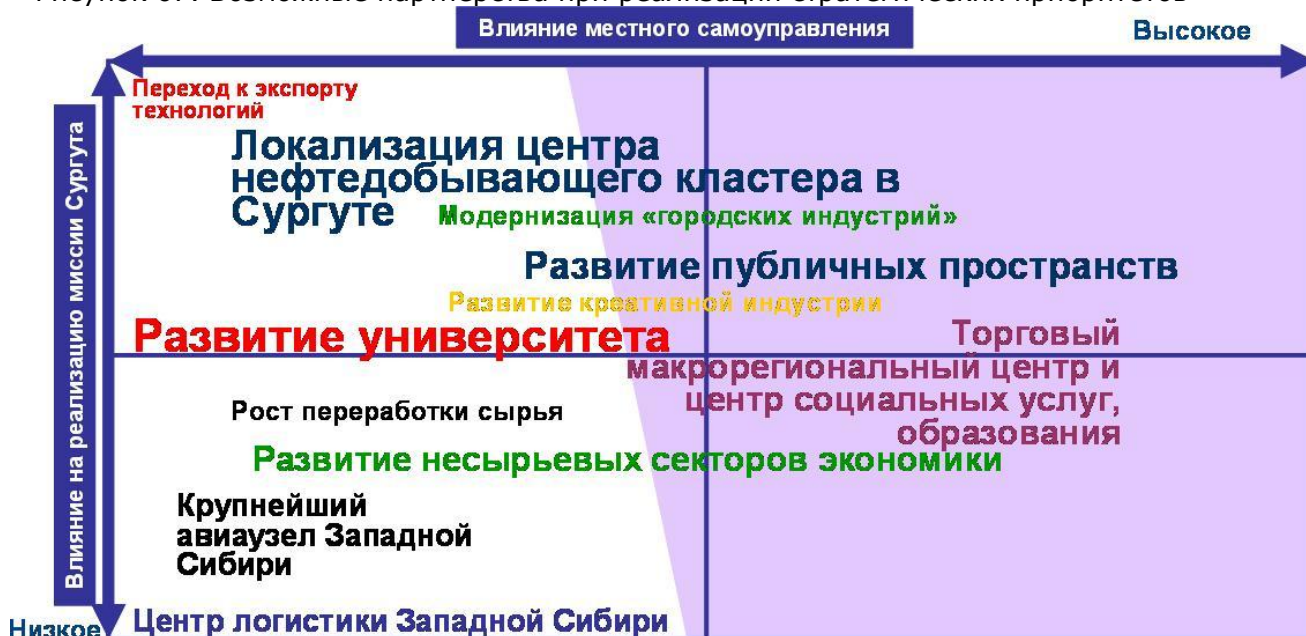 Влияние местного самоуправления
Высокое
Переход к экспорту
технологий
Локализация центра
нефтедобывающего кластера в
Сургуте
Модернизация «городских индустрий»
Развитие публичных пространств
Развитие креативной индустрии
Развитие университета
Торговый
макрорегиональный центр и
центр социальных услуг,
образования
Рост переработки сырья
Развитие несырьевых секторов экономики
Крупнейший
авиаузел Западной
Сибири
Центр логистики Западной Сибири
Влияние на реализацию миссии Сургута
Низкое